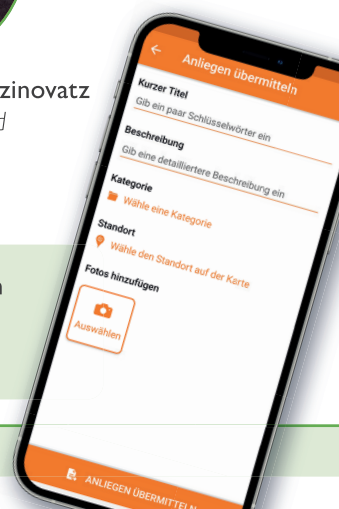 zinovatz
Anliegen übermitteln
Kurzer Titel
Gib ein paar Schlüsselwörter ein
Beschreibung
Gib eine detailliertere Beschreibung ein
Kategorie
Wähle eine Kategorie
Standort
Wähle den Standort auf der Karte
Fotos hinzufügen
Auswählen
ANLIEGEN ÜBERMITTELN